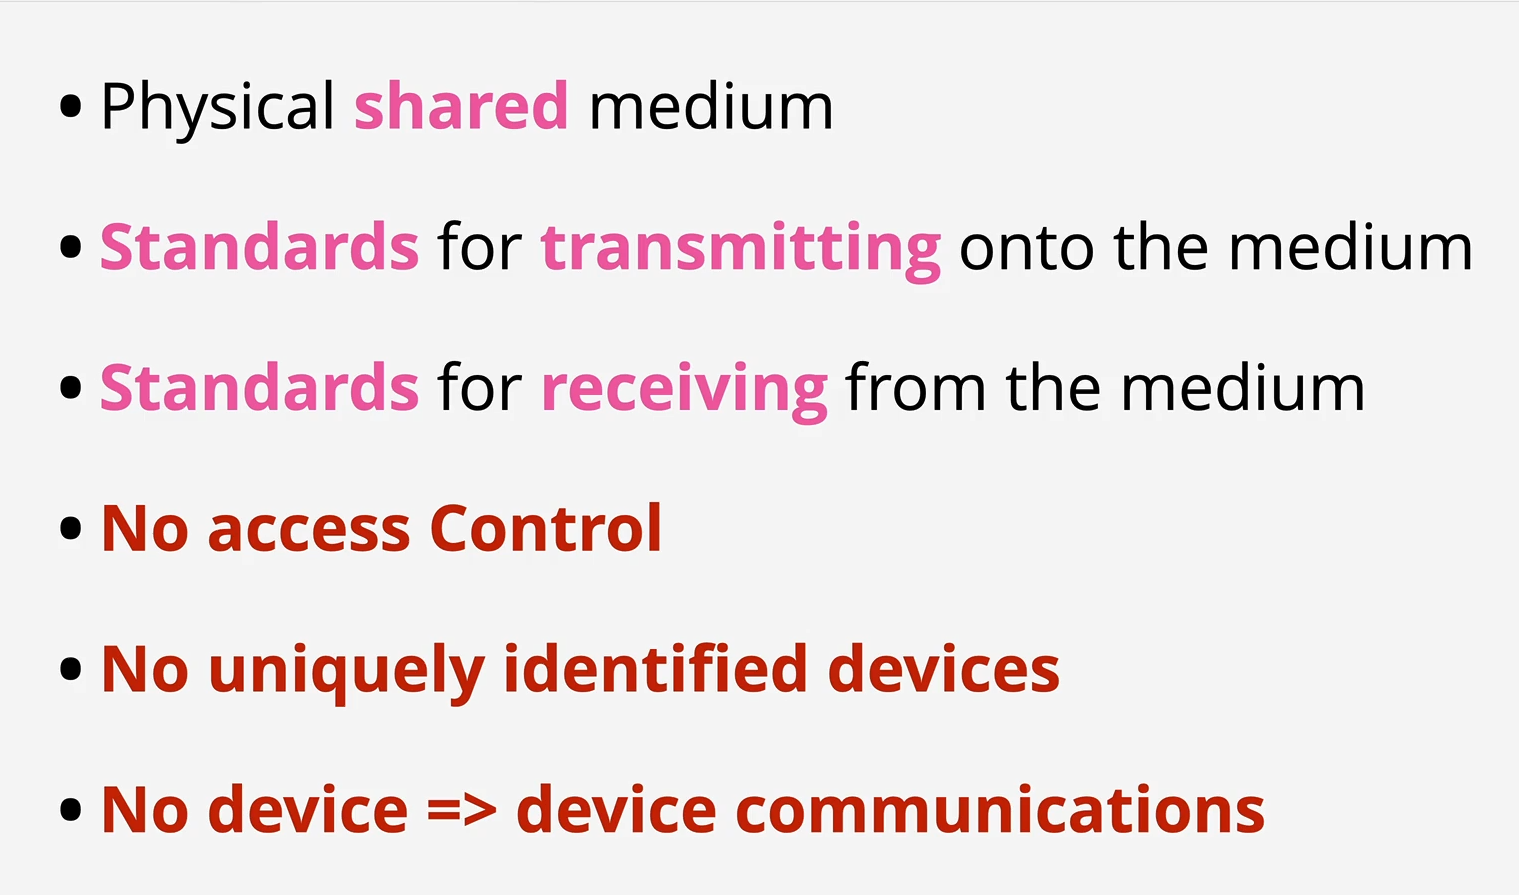 • Physical shared medium
• Standards for transmitting onto the medium
• Standards for receiving from the medium
• No access Control
• No uniquely identified devices
• No device => device communications